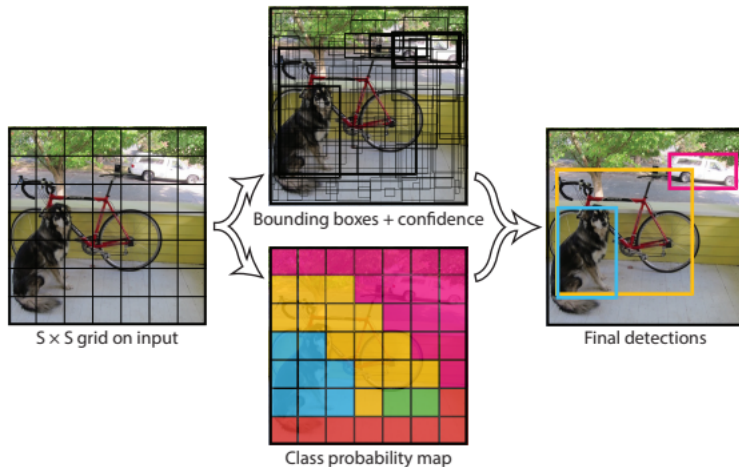 Bounding boxes + confidence
S × S grid on input
Final detections
Class probability map